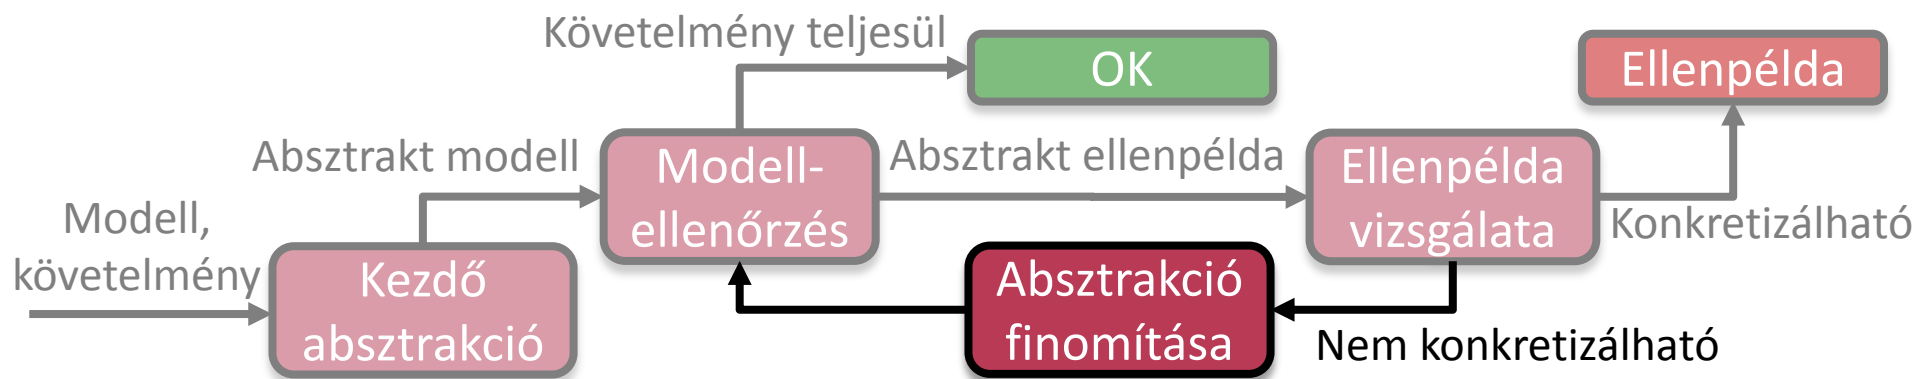 Követelmény teljesül
OK
Ellenpélda
Absztrakt modell
Modell-
ellenőrzés
Absztrakt ellenpélda
Ellenpélda
vizsgálata
Konkretizálható
Modell,
követelmény
Kezdő
absztrakció
Absztrakció
finomítása
Nem konkretizálható